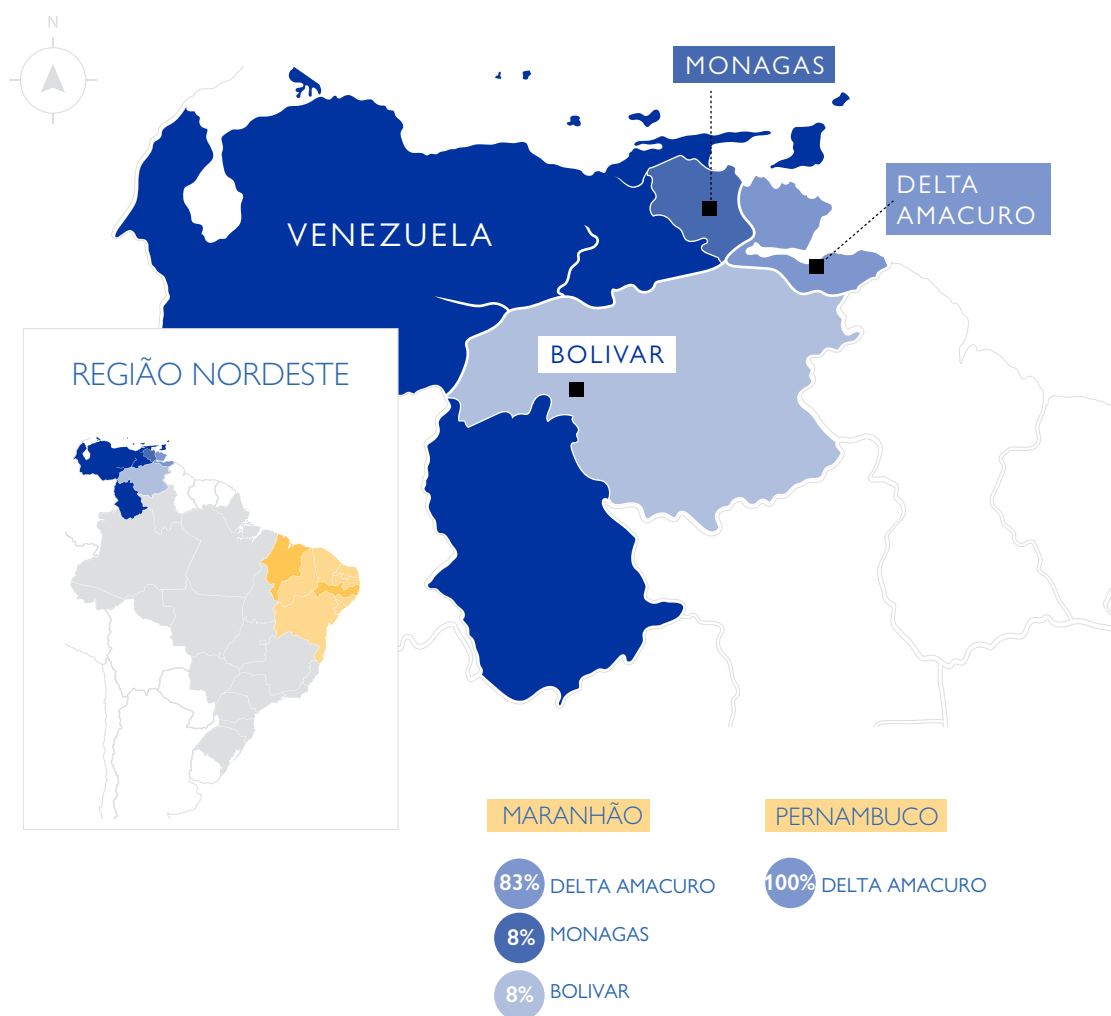 N
MONAGAS
DELTA
AMACURO
VENEZUELA
BOLIVAR
REGIÃO NORDESTE
MARANHÃO
83% DELTA AMACURO
8% MONAGAS
8% BOLIVAR
PERNAMBUCO
100% DELTA AMACURO